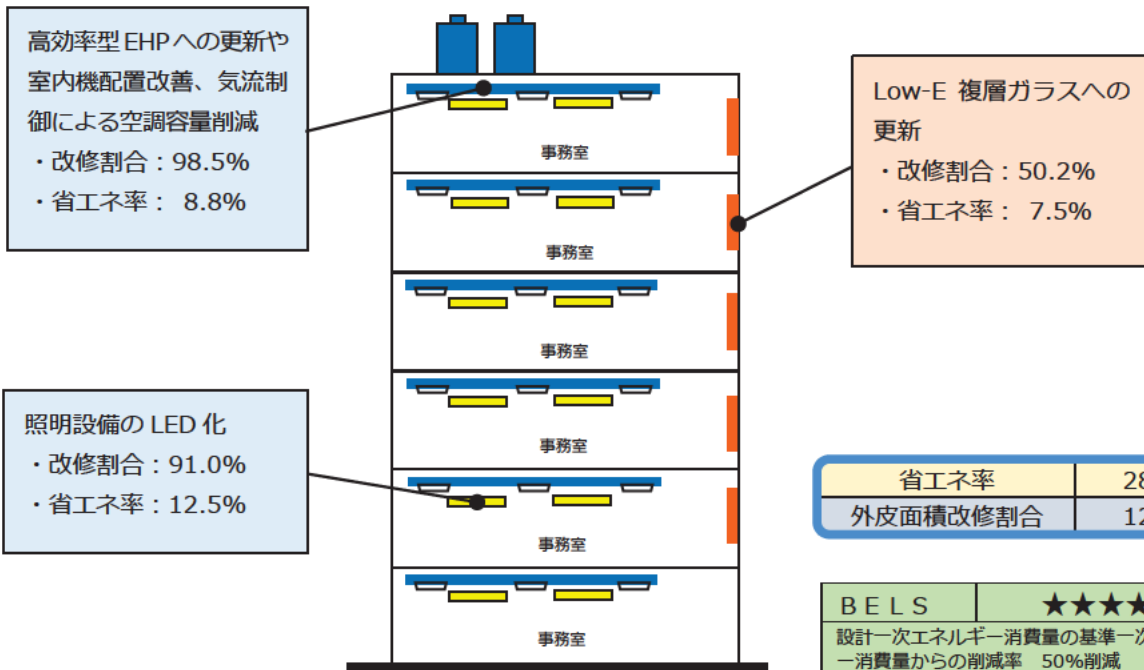 高効率型EHPへの更新や
室内機配置改善、気流制
御による空調容量削減
・改修割合：98.5%
・省エネ率： 8.8%
Low-E 複層ガラスへの
更新
・改修割合：50.2%
・省エネ率： 7.5%
事務室
事務室
事務室
事務室
事務室
事務室
照明設備の LED 化
・改修割合：91.0%
・省エネ率：12.5%
省エネ率 28
外皮面積改修割合 12
BELS ★★★★
設計一次エネルギー消費量の基準一次
ー消費量からの削減率 50%削減